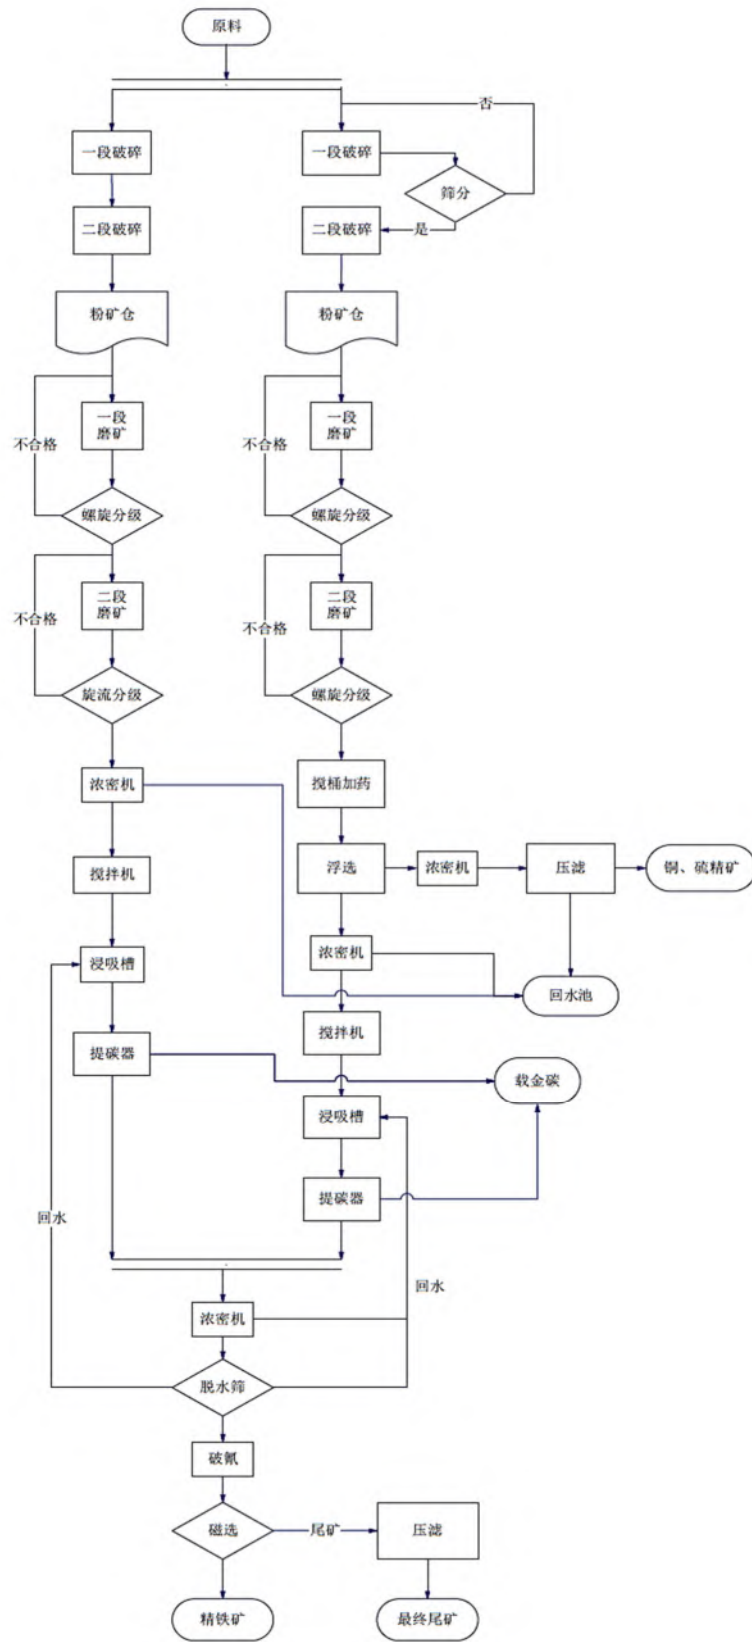 原料
否
一段破碎
一段破碎
筛分
二段破碎
二段破碎
是
粉矿仓
粉矿仓
一段
磨矿
一段
磨矿
不合格
不合格
螺旋分级
螺旋分级
二段
磨矿
二段
磨矿
不合格
不合格
旋流分级
螺旋分级
浓密机
搅桶加药
搅拌机
浮选
浓密机
压滤
铜、硫精矿
浸吸槽
浓密机
回水池
搅拌机
提碳器
载金碳
浸吸槽
提碳器
回水
回水
浓密机
脱水筛
破氰
磁选
尾矿
压滤
精铁矿
最终尾矿